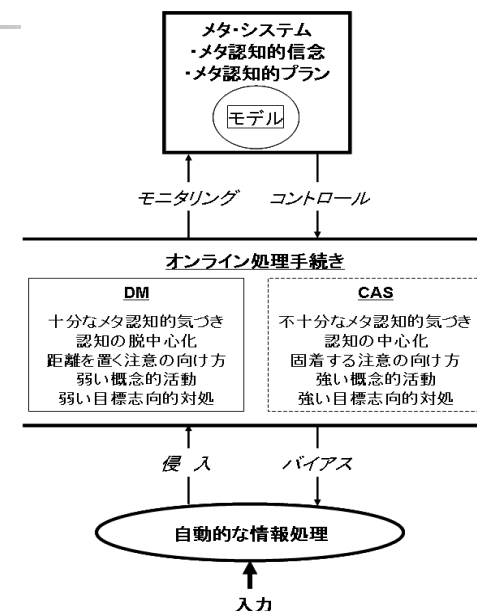 メタ・システム
・メタ認知的信念
・メタ認知的プラン
モデル
モニタリング コントロール
オンライン処理手続き
DM
十分なメタ認知的気づき
認知の脱中心化
距離を置く注意の向け方
弱い概念的活動
弱い目標志向的対処
CAS
不十分なメタ認知的気づき
認知の中心化
固着する注意の向け方
強い概念的活動
強い目標志向的対処
侵 入 バイアス
自動的な情報処理
入力